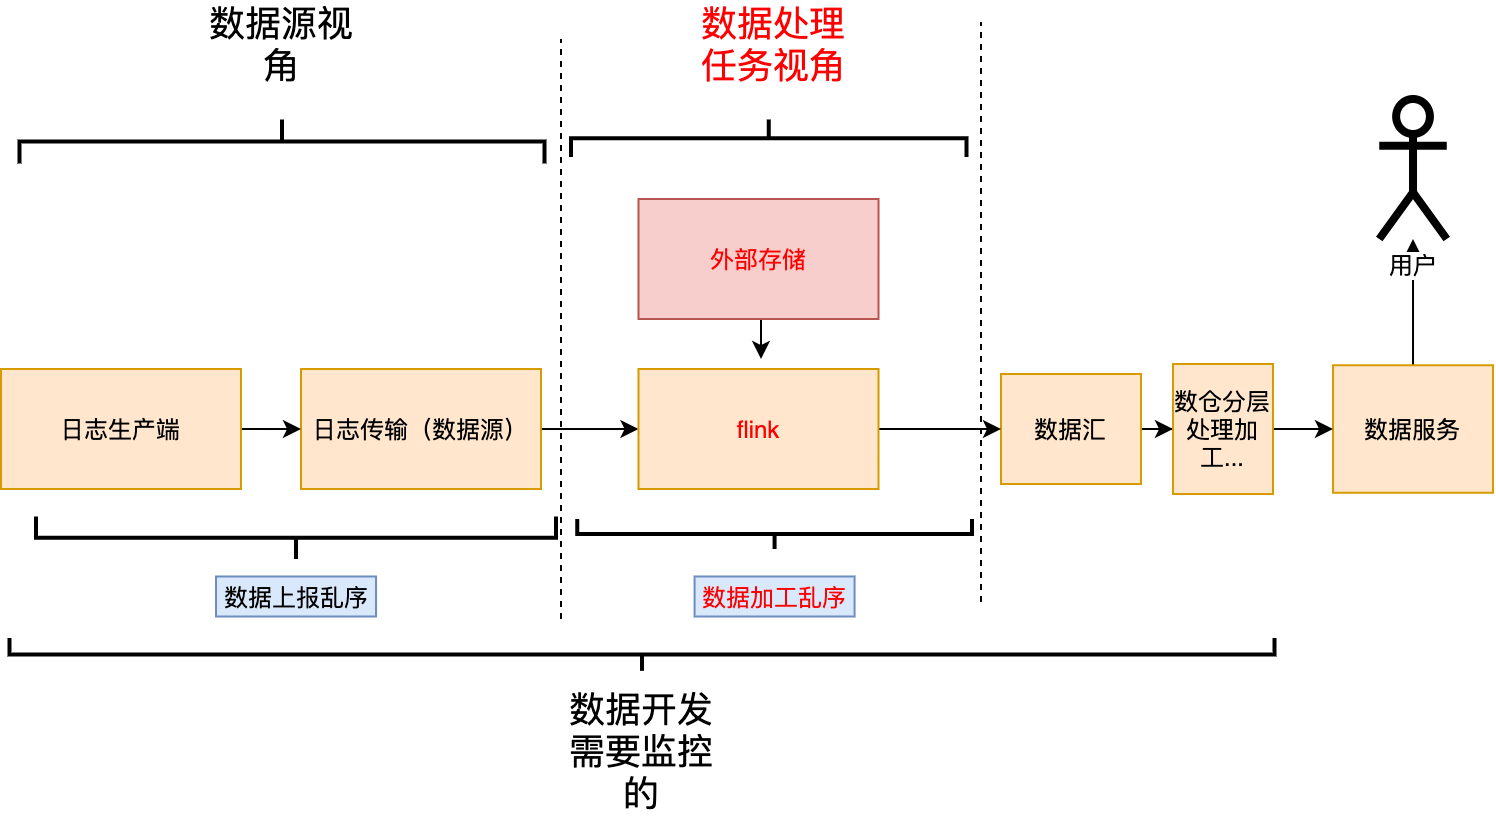 数据源视
角
数据处理
任务视角
外部存储
用户
日志生产端
日志传输（数据源）
flink
数据汇
数仓分层
处理加
工...
数据服务
数据上报乱序
数据加工乱序
数据开发
需要监控
的